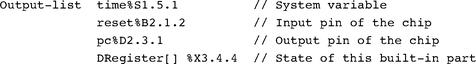 Output-list time%S1.5.1 // System variable
reset%B2.1.2 // Input pin of the chip
pc%D2.3.1 // Output pin of the chip
DRegister[] %X3.4.4 // State of this built-in part